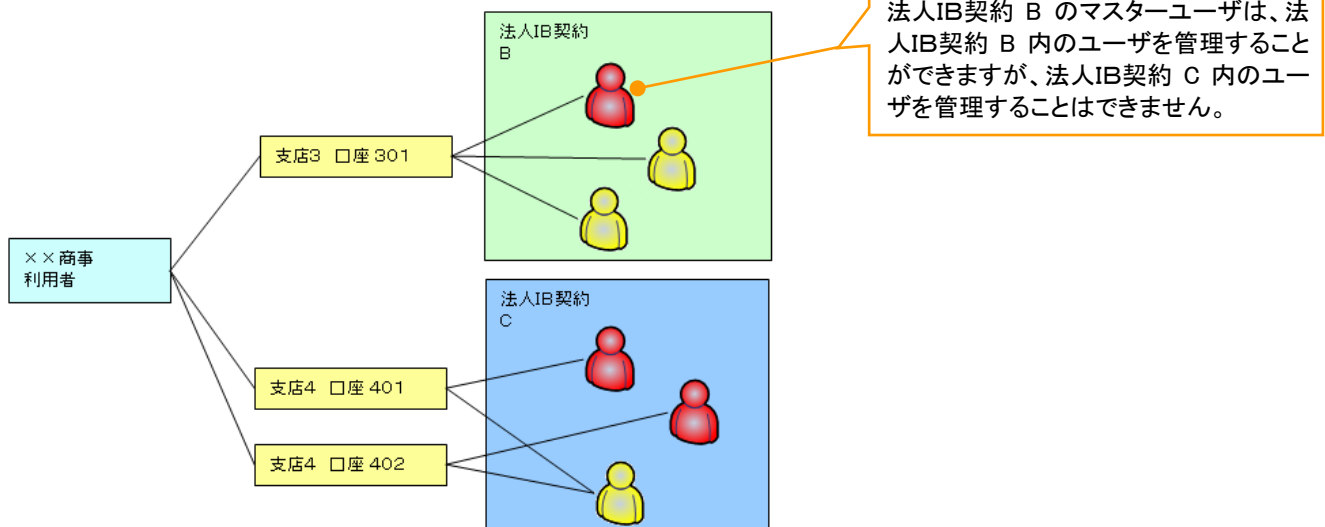 法人IB契約 B のマスターユーザは、法
人IB契約 B 内のユーザを管理すること
ができますが、法人IB契約 C 内のユー
ザを管理することはできません。
法人IB契約
B
支店3 口座 301
××商事
利用者
法人IB契約
C
支店4 口座 401
支店4 口座 402